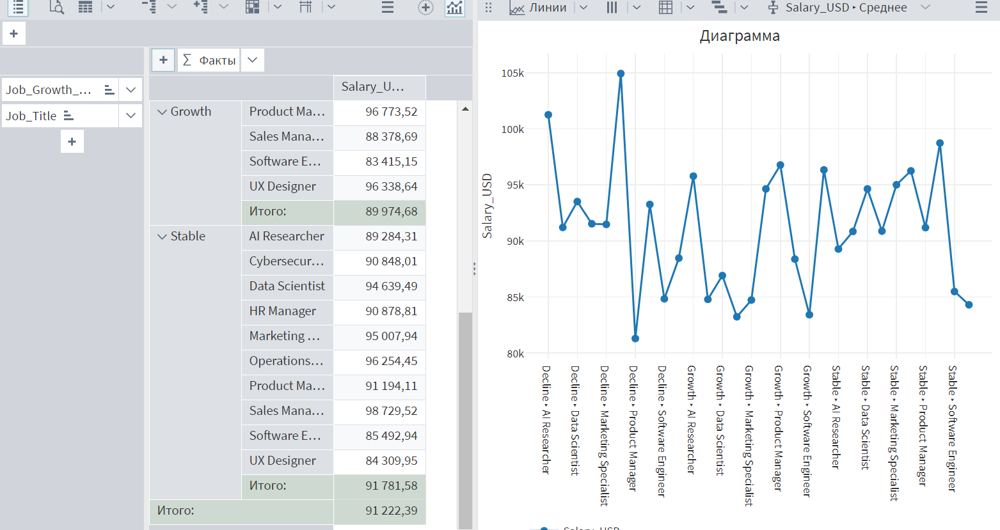 Линии
Salary_USD ‣ Среднее
+
+ Σ Факты
Job_Growth_...
Job_Title
+
Salary_U...
Growth
Product Ma... 96 773,52
Sales Mana... 88 378,69
Software E... 83 415,15
UX Designer 96 338,64
Итого: 89 974,68
Stable
AI Researcher 89 284,31
Cybersecur... 90 848,01
Data Scientist 94 639,49
HR Manager 90 878,81
Marketing ... 95 007,94
Operations... 96 254,45
Product Ma... 91 194,11
Sales Mana... 98 729,52
Software E... 85 492,94
UX Designer 84 309,95
Итого: 91 781,58
Итого: 91 222,39
Диаграмма
Salary_USD
105k
100k
95k
90k
85k
80k
Decline ‣ AI Researcher
Decline ‣ Data Scientist
Decline ‣ Marketing Specialist
Decline ‣ Product Manager
Decline ‣ Software Engineer
Growth ‣ AI Researcher
Growth ‣ Data Scientist
Growth ‣ Marketing Specialist
Growth ‣ Product Manager
Growth ‣ Software Engineer
Stable ‣ AI Researcher
Stable ‣ Data Scientist
Stable ‣ Marketing Specialist
Stable ‣ Product Manager
Stable ‣ Software Engineer
Salary_USD